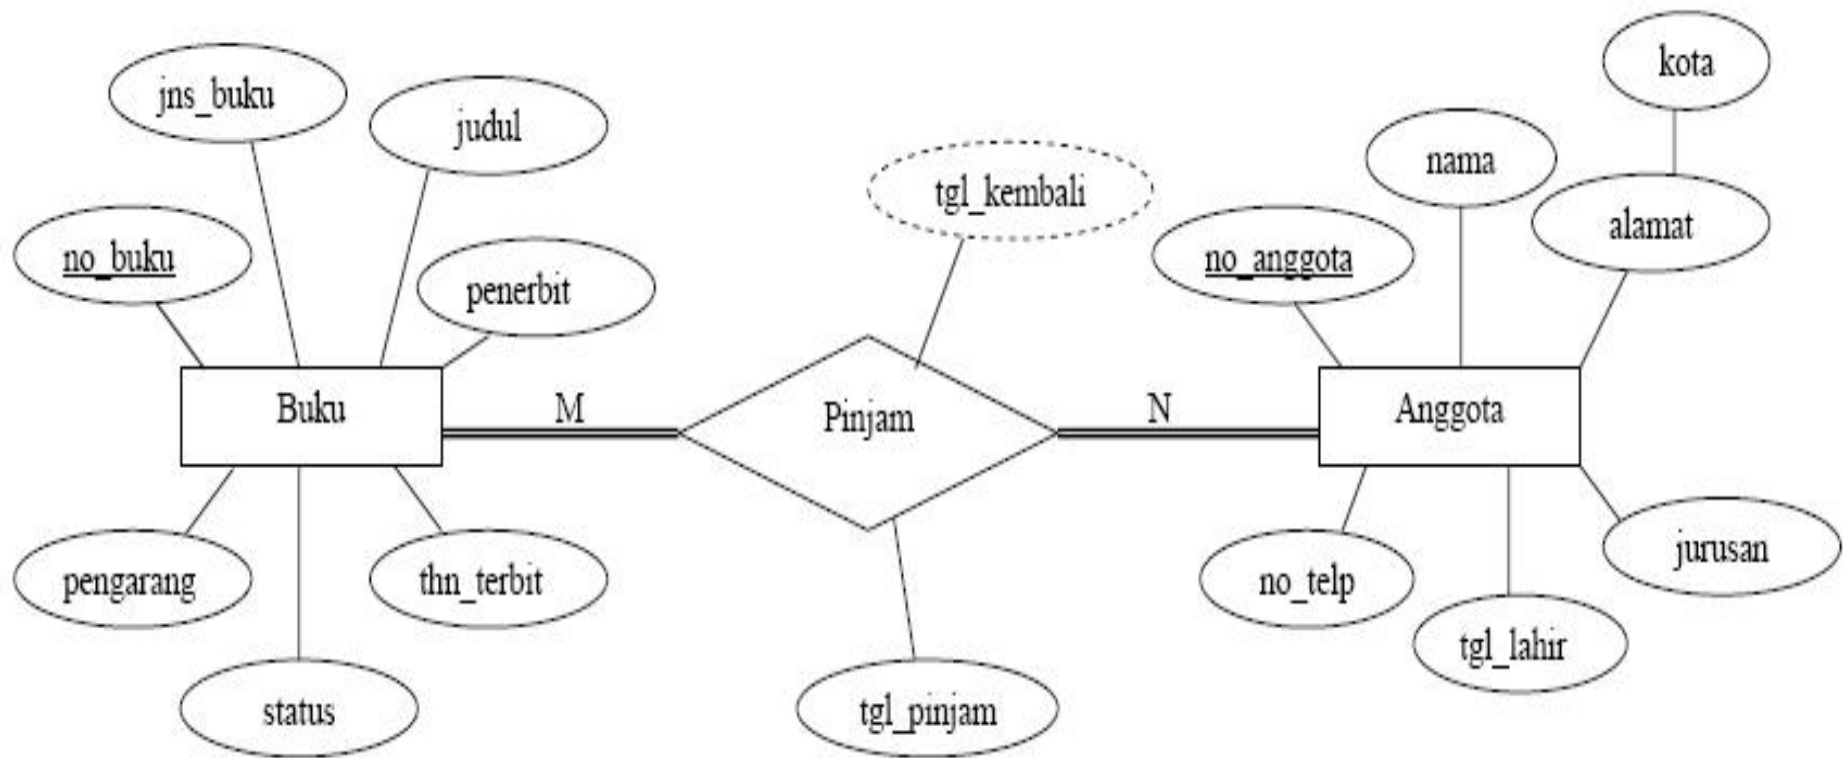 kota
jns_buku
judul
nama
tgl_kembali
alamat
no_buku
no_anggota
penerbit
Buku
M
Pinjam
N
Anggota
pengarang
thn_terbit
no_telp
jurusan
tgl_lahir
status
tgl_pinjam